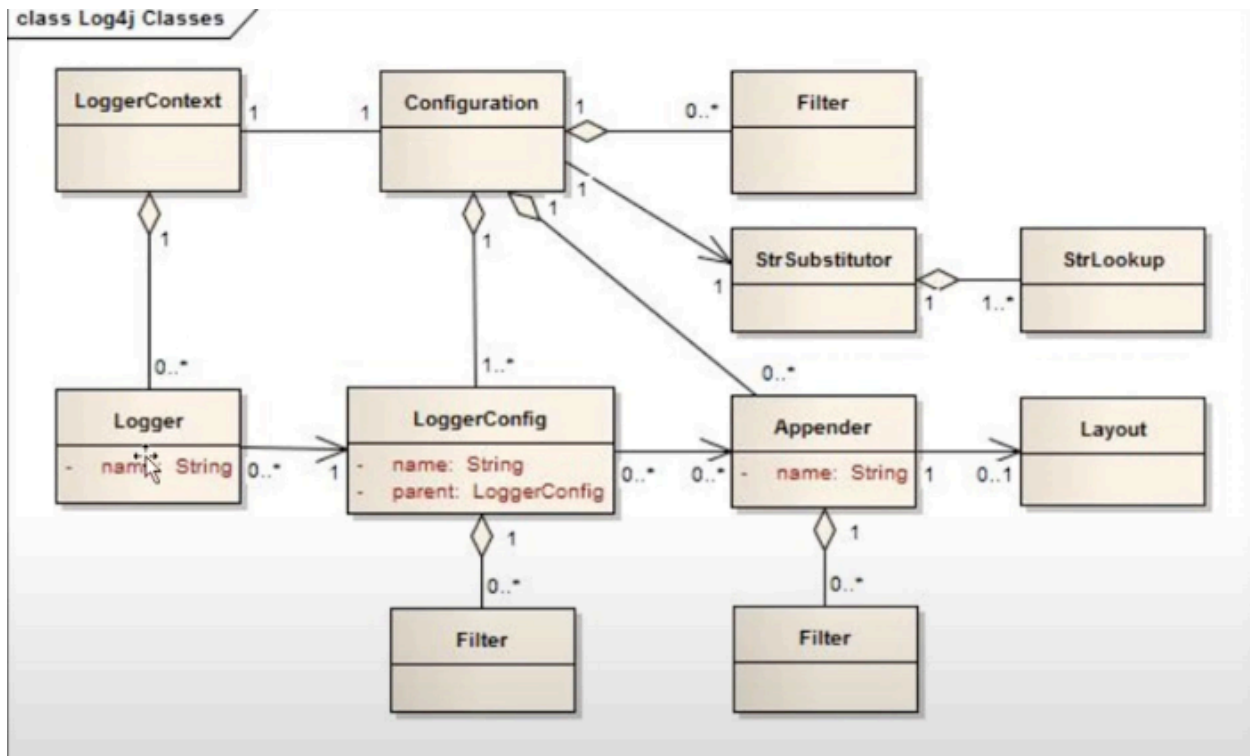 class Log4j Classes
LoggerContext
1
1
Configuration
1
0..*
Filter
1
1
1
1
StrSubstitutor
1
StrLookup
1
1..*
0..*
1..*
0..*
Logger
- name: String
0..*
1
LoggerConfig
- name: String
- parent: LoggerConfig
0..*
0..*
Appender
- name: String
1
0..1
Layout
1
1
0..*
0..*
Filter
Filter